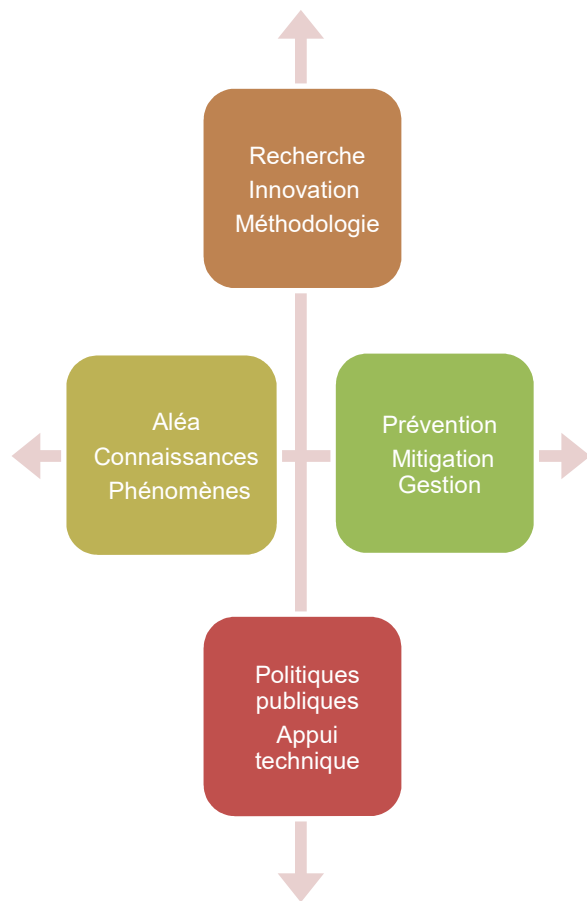 Recherche
Innovation
Méthodologie
Aléa
Connaissances
Phénomènes
Prévention
Mitigation
Gestion
Politiques
publiques
Appui
technique